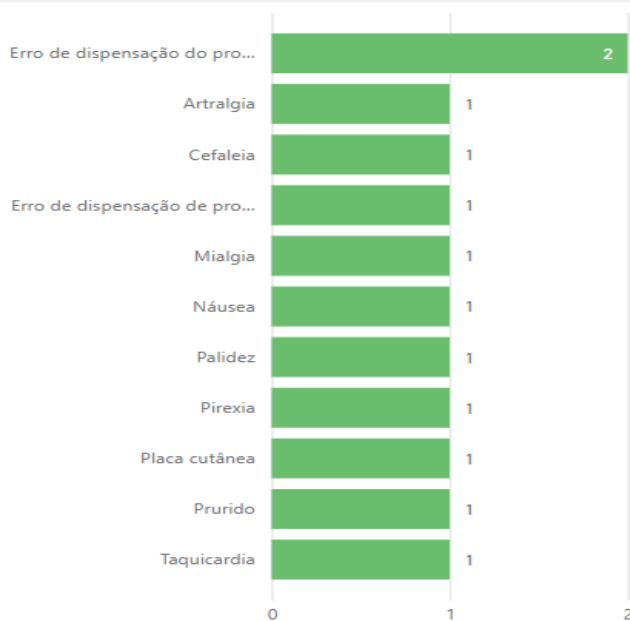 Erro de dispensação do pro... 2
Artralgia 1
Cefaleia 1
Erro de dispensação de pro... 1
Mialgia 1
Náusea 1
Palidez 1
Pirexia 1
Placa cutânea 1
Prurido 1
Taquicardia 1
0 1 2